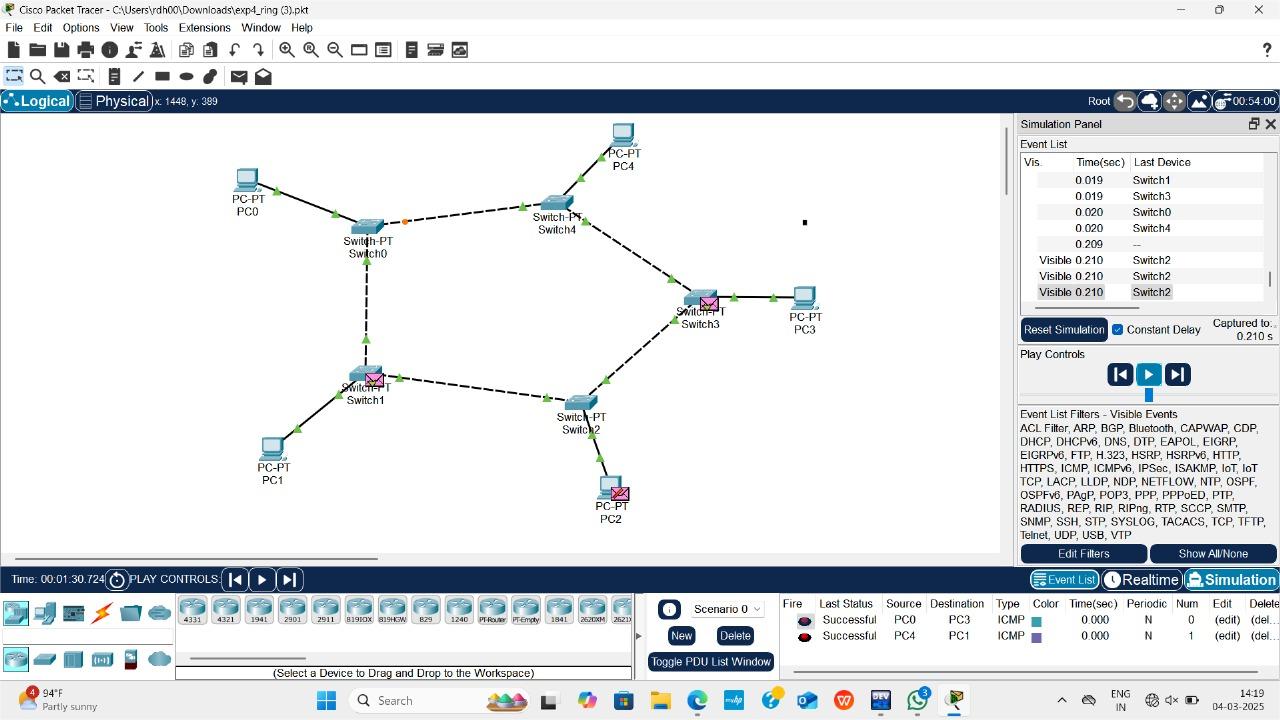 Cisco Packet Tracer - C:\Users\rdh00\Downloads\exp4_ring (3).pkt
File Edit Options View Tools Extensions Window Help
Logical Physical x: 1448, y: 389 Root 00:54:00
PC-PT
PC0
PC-PT
PC4
Switch-PT
Switch0
Switch-PT
Switch4
Switch-PT
Switch3
PC-PT
PC3
Switch-PT
Switch1
Switch-PT
Switch2
PC-PT
PC1
PC-PT
PC2
Simulation Panel
Event List
Vis. Time(sec) Last Device
0.019 Switch1
0.019 Switch3
0.020 Switch0
0.020 Switch4
0.209 --
Visible 0.210 Switch2
Visible 0.210 Switch2
Visible 0.210 Switch2
Reset Simulation Constant Delay Captured to:
0.210 s
Play Controls
Event List Filters - Visible Events
ACL Filter, ARP, BGP, Bluetooth, CAPWAP, CDP,
DHCP, DHCPv6, DNS, DTP, EAPOL, EIGRP,
EIGRPv6, FTP, H.323, HSRP, HSRPv6, HTTP,
HTTPS, ICMP, ICMPv6, IPSec, ISAKMP, IoT, IoT
TCP, LACP, LLDP, NDP, NETFLOW, NTP, OSPF,
OSPFv6, PAgP, POP3, PPP, PPPoED, PTP,
RADIUS, REP, RIP, RIPng, RTP, SCCP, SMTP,
SNMP, SSH, STP, SYSLOG, TACACS, TCP, TFTP,
Telnet, UDP, USB, VTP
Edit Filters Show All/None
Time: 00:01:30.724 PLAY CONTROLS: Event List Realtime Simulation
4331 4321 1941 2901 2911 819IOX 819HGW 829 1240 PT-Router PT-Empty 1841 2620XM 2621X
(Select a Device to Drag and Drop to the Workspace)
Scenario 0
New Delete
Toggle PDU List Window
Fire Last Status Source Destination Type Color Time(sec) Periodic Num Edit Delete
Successful PC0 PC3 ICMP 0.000 N 0 (edit) (del...
Successful PC4 PC1 ICMP 0.000 N 1 (edit) (del...
4 94°F
Partly sunny
Search
myhp
DEV
3
ENG
IN
14:19
04-03-2025